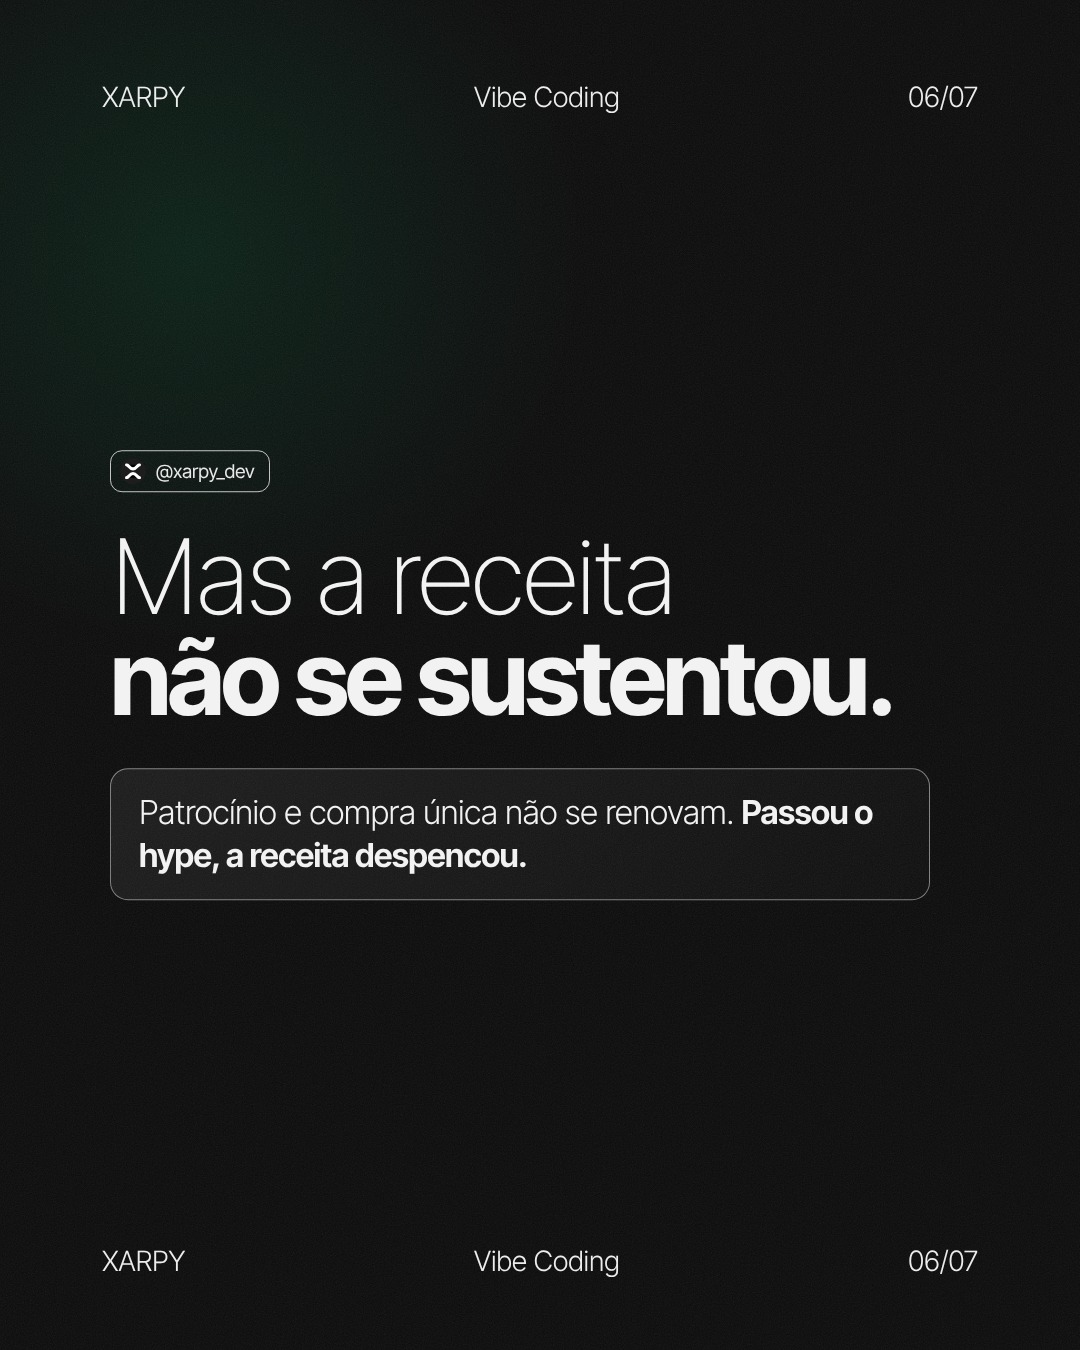 XARPY
Vibe Coding
06/07
@xarpy_dev
Mas a receita
não se sustentou.
Patrocínio e compra única não se renovam. Passou o
hype, a receita despencou.
XARPY
Vibe Coding
06/07